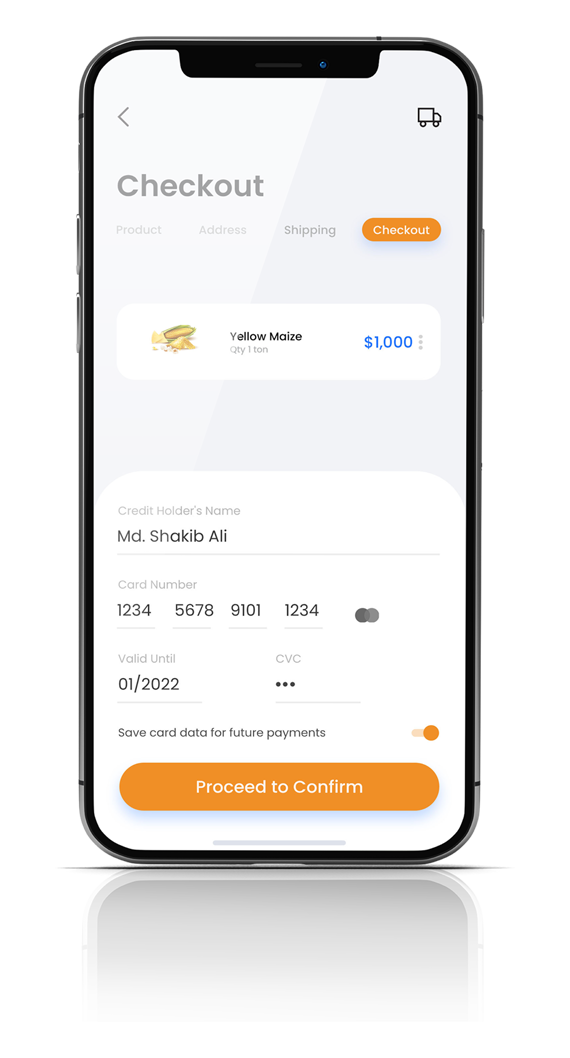 Checkout
Product Address Shipping Checkout
Yellow Maize
Qty 1 ton
$1,000
Credit Holder's Name
Md. Shakib Ali
Card Number
1234 5678 9101 1234
Valid Until CVC
01/2022 •••
Save card data for future payments
Proceed to Confirm